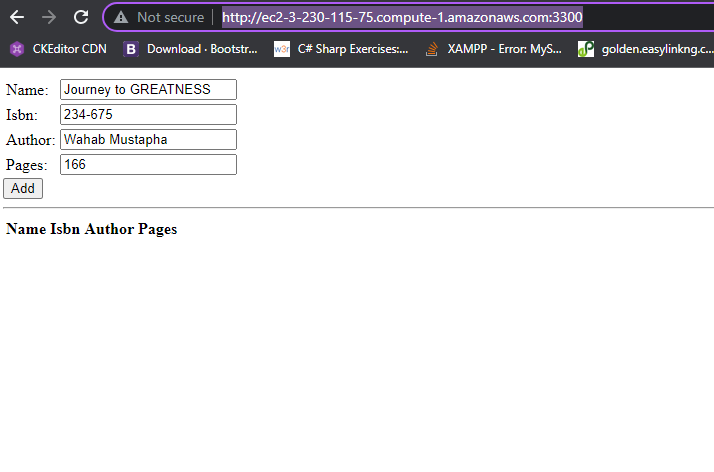 Not secure http://ec2-3-230-115-75.compute-1.amazonaws.com:3300
CKEditor CDN B Download · Bootstr... w3r C# Sharp Exercises:... XAMPP - Error: MyS... golden.easylinkng.c...
Name: Journey to GREATNESS
Isbn: 234-675
Author: Wahab Mustapha
Pages: 166
Add
Name Isbn Author Pages